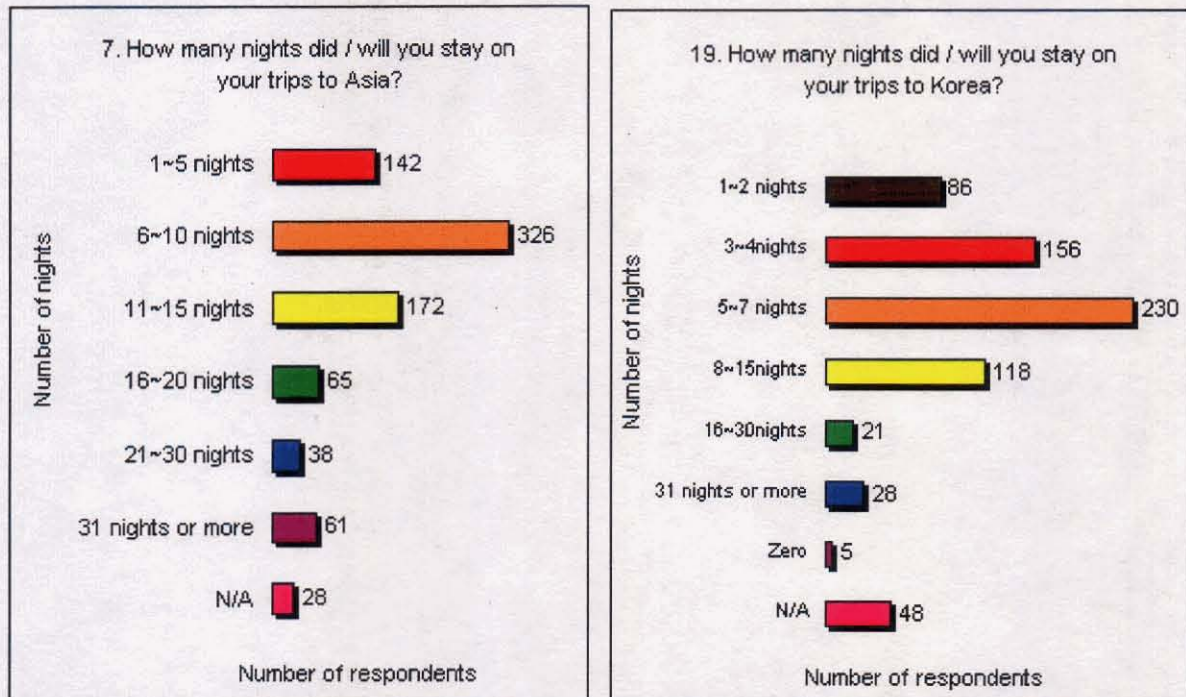 7. How many nights did / will you stay on
your trips to Asia?
Number of nights
1~5 nights 142
6~10 nights 326
11~15 nights 172
16~20 nights 65
21~30 nights 38
31 nights or more 61
N/A 28
Number of respondents
19. How many nights did / will you stay on
your trips to Korea?
Number of nights
1~2 nights 86
3~4nights 156
5~7 nights 230
8~15nights 118
16~30nights 21
31 nights or more 28
Zero 5
N/A 48
Number of respondents